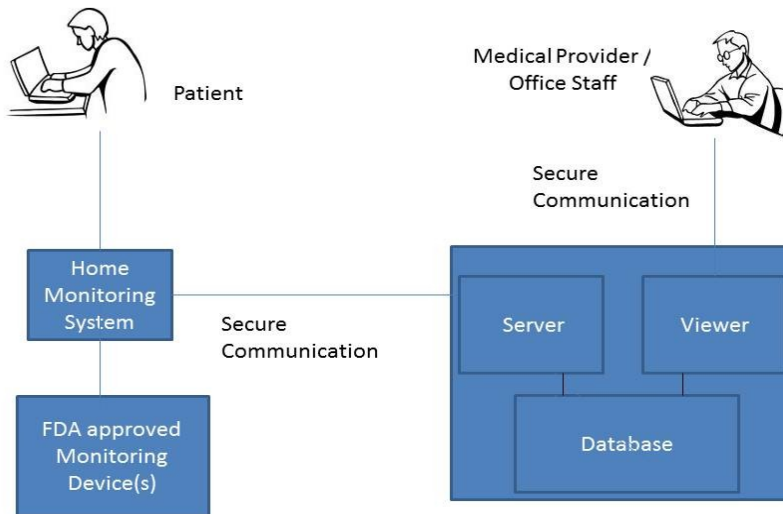 Patient
Medical Provider /
Office Staff
Secure
Communication
Home
Monitoring
System
Secure
Communication
Server
Viewer
FDA approved
Monitoring
Device(s)
Database